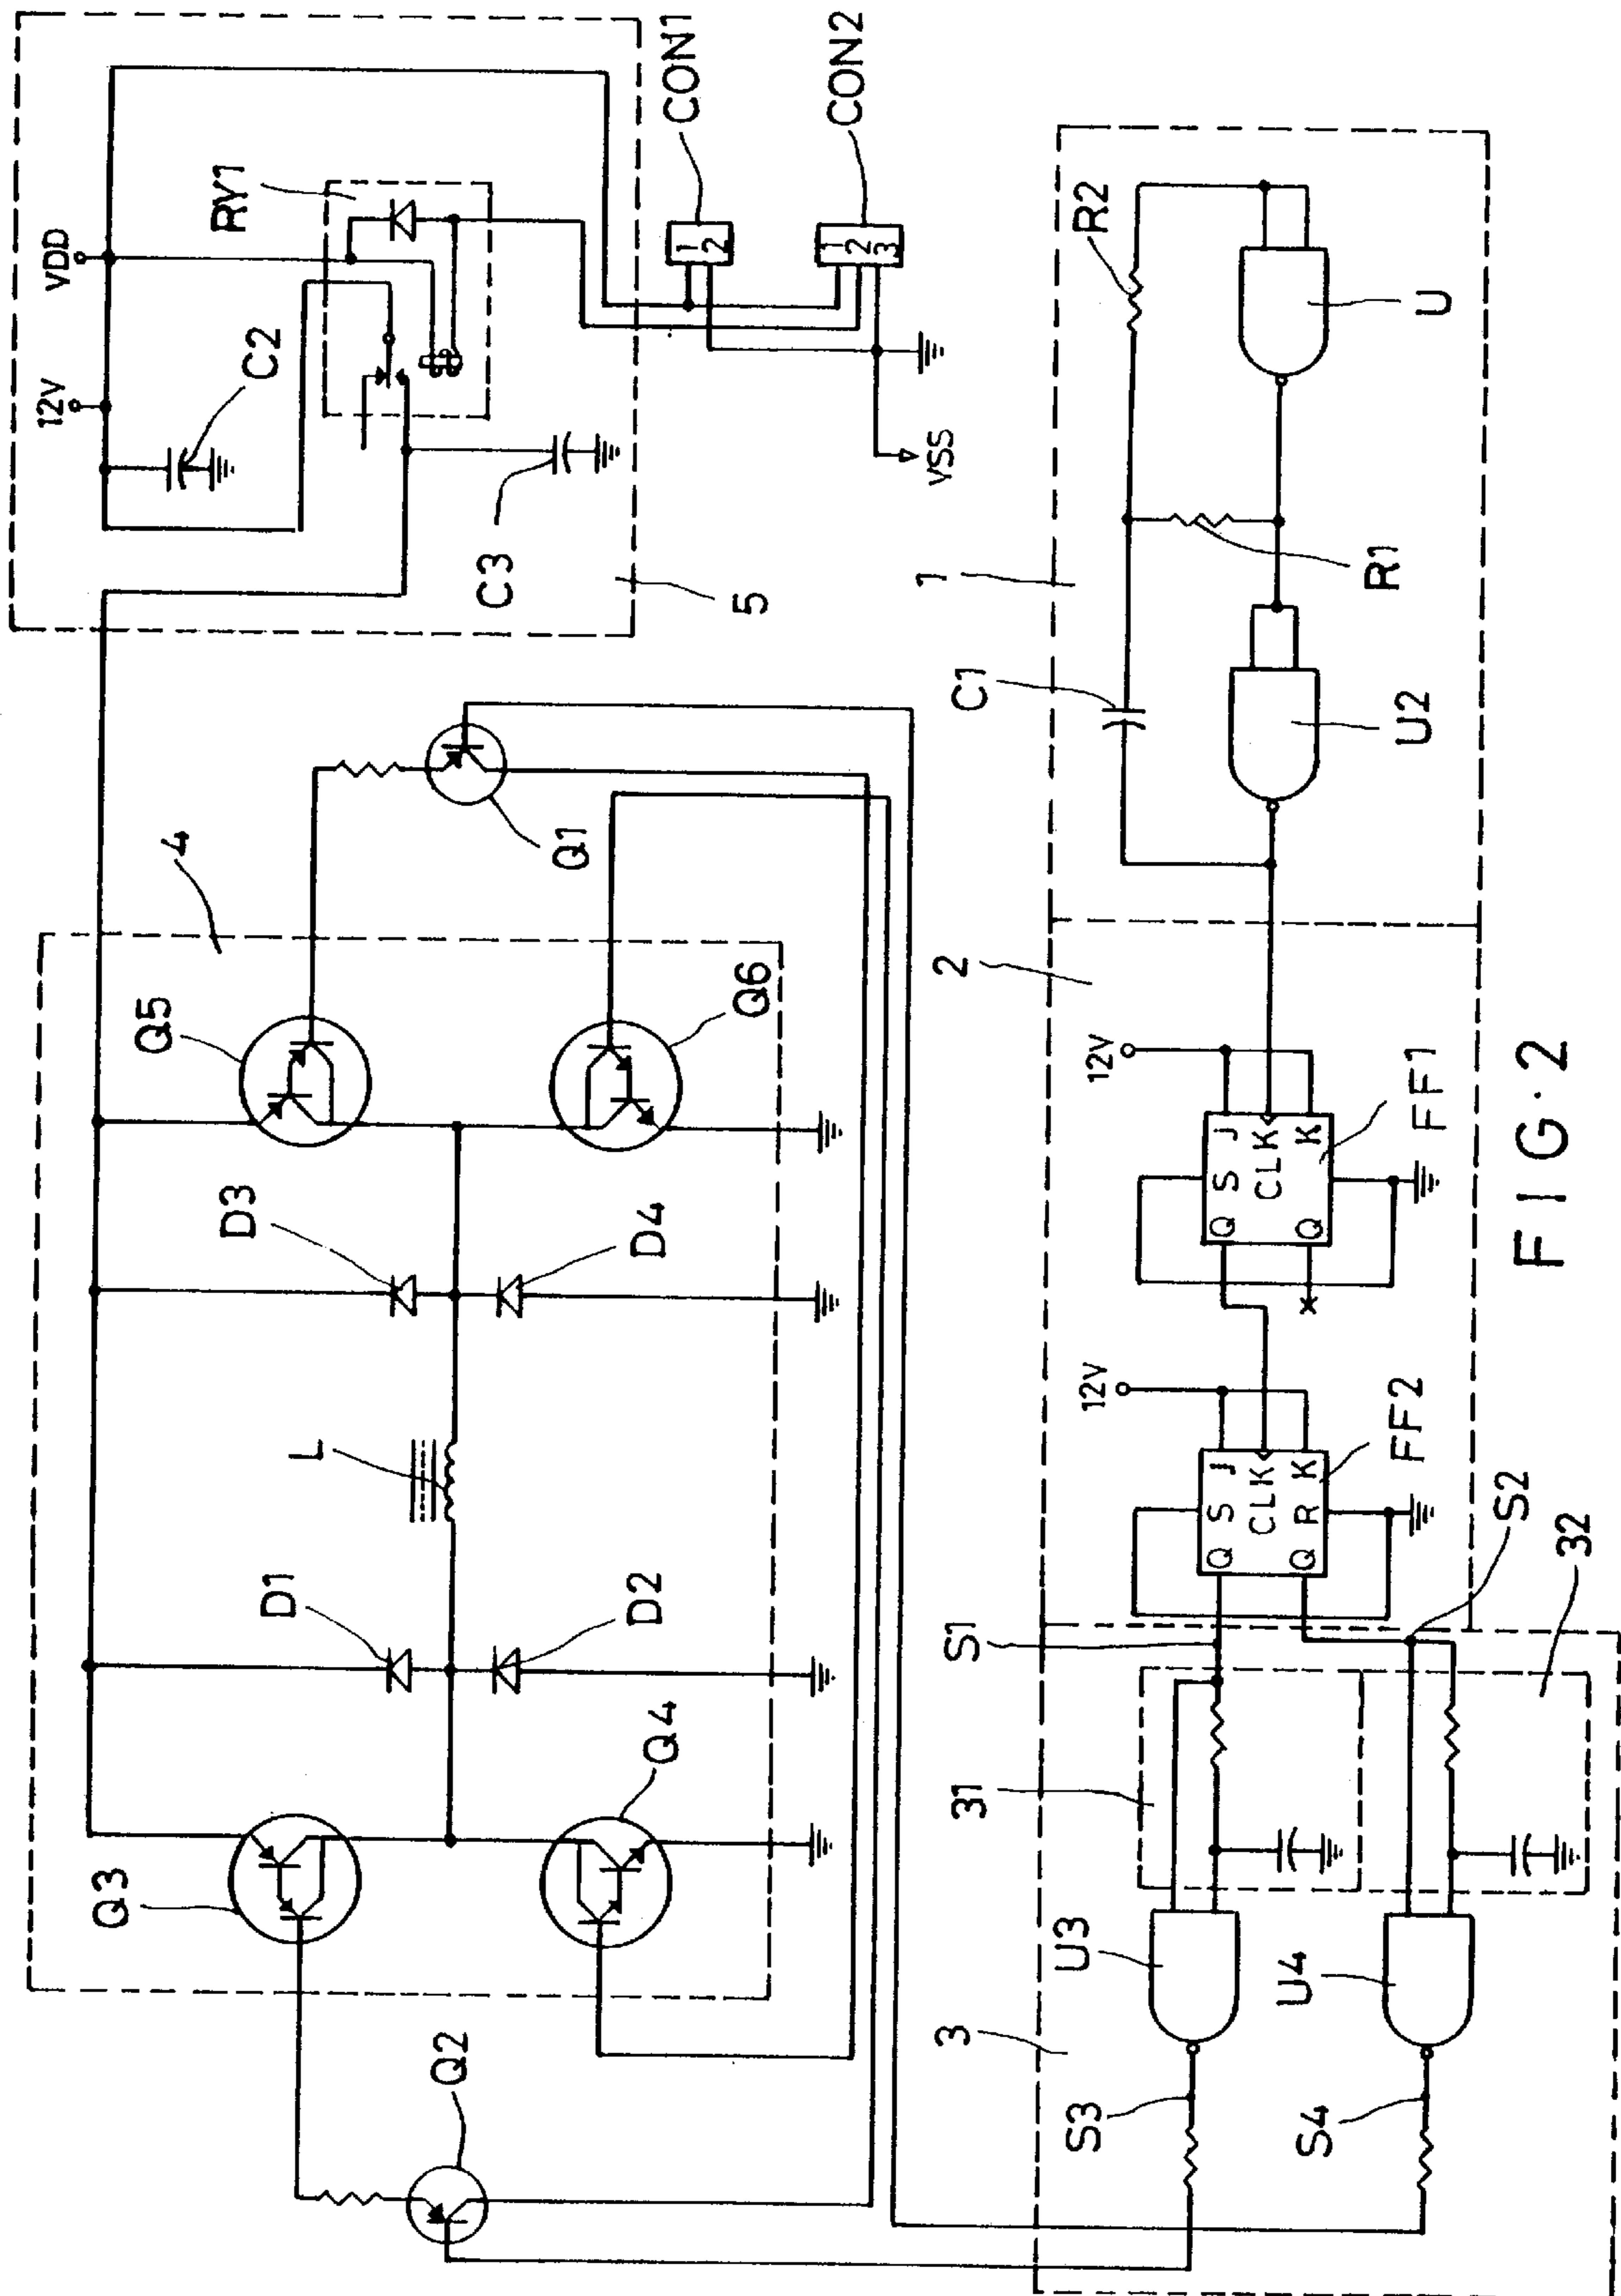 VDD
12V
C2
RY1
C3
5
CON1
1
2
CON2
1
2
3
VSS
4
Q5
Q6
Q1
D3
D4
L
D1
D2
Q3
Q4
Q2
1
R2
U
R1
C1
U2
2
12V
J
S
CLK
K
Q
Q
FF1
12V
J
S
CLK
K
R
Q
Q
FF2
S1
S2
31
32
3
U3
U4
S3
S4
FIG.2